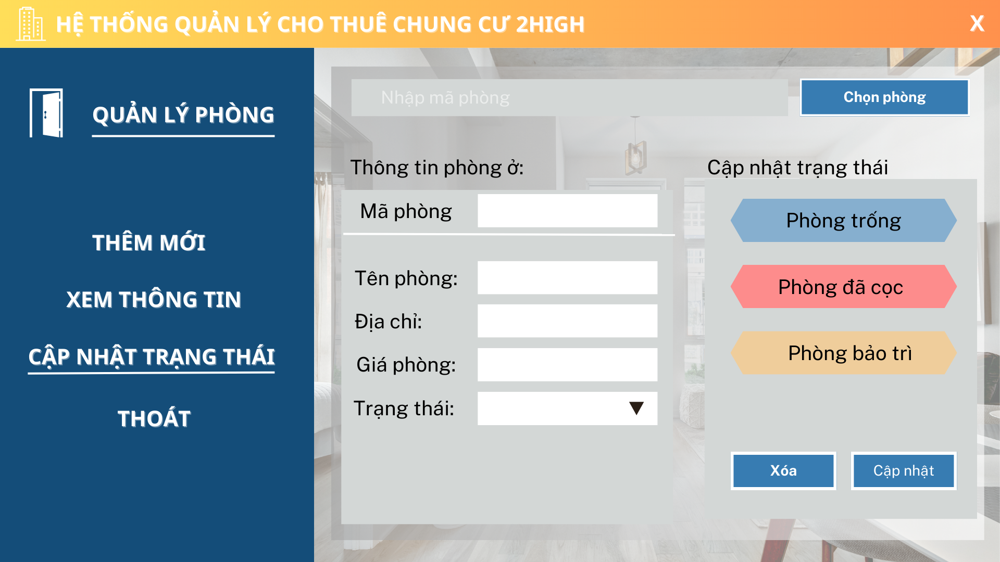 HỆ THỐNG QUẢN LÝ CHO THUÊ CHUNG CƯ 2HIGH
X
QUẢN LÝ PHÒNG
THÊM MỚI
XEM THÔNG TIN
CẬP NHẬT TRẠNG THÁI
THOÁT
Nhập mã phòng
Chọn phòng
Thông tin phòng ở:
Mã phòng
Tên phòng:
Địa chỉ:
Giá phòng:
Trạng thái:
Cập nhật trạng thái
Phòng trống
Phòng đã cọc
Phòng bảo trì
Xóa
Cập nhật